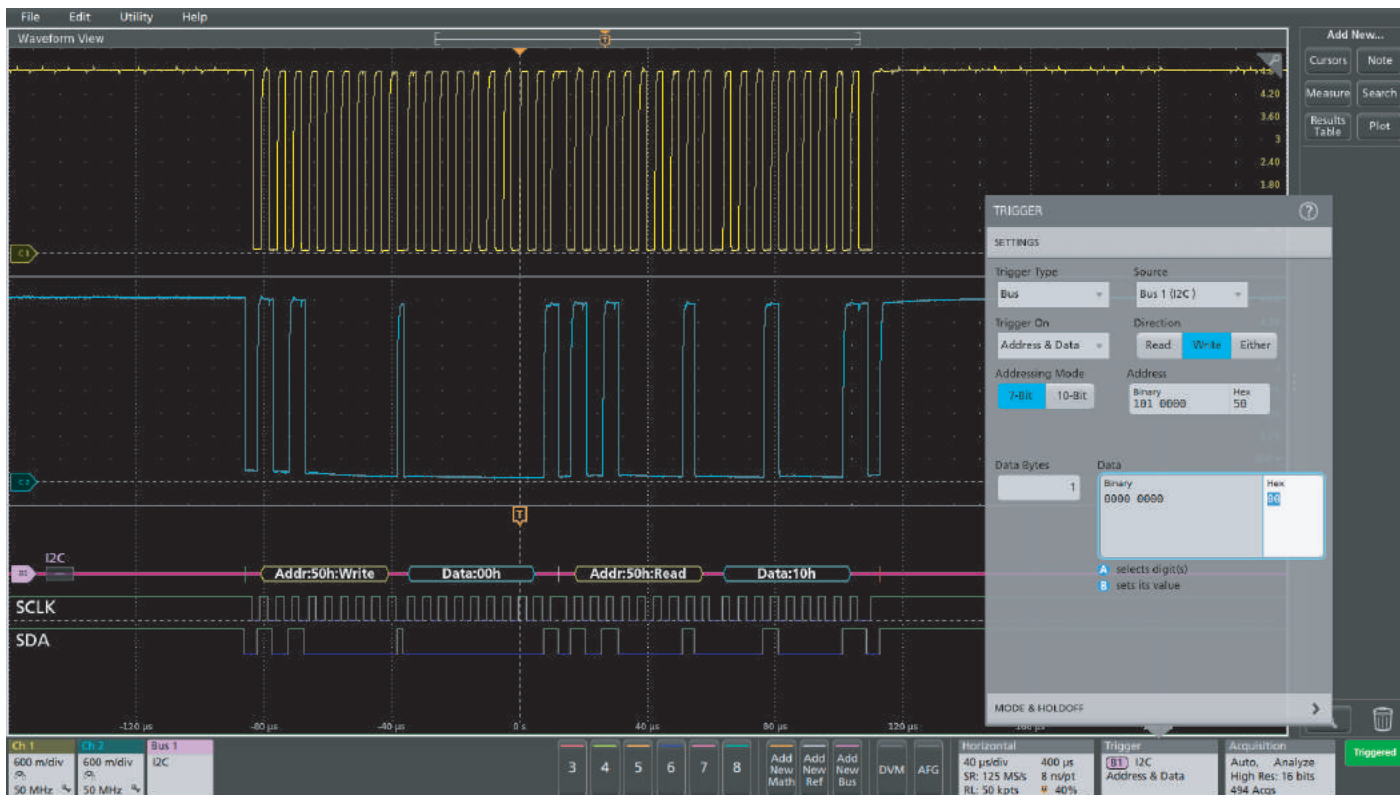 File Edit Utility Help
Waveform View
Add New...
Cursors Note
Measure Search
Results Table Plot
4.20
3.60
3
2.40
1.80
C1
C2
TRIGGER ?
SETTINGS
Trigger Type Source
Bus Bus 1 (I2C)
Trigger On Direction
Address & Data Read Write Either
Addressing Mode Address
7-Bit 10-Bit Binary Hex
101 0000 50
Data Bytes Data
1 Binary Hex
0000 0000 00
A selects digit(s)
B sets its value
MODE & HOLDOFF
T
B1 I2C
Addr:50h:Write Data:00h Addr:50h:Read Data:10h
SCLK
SDA
-120 µs -80 µs -40 µs 0 s 40 µs 80 µs 120 µs
Ch 1 Ch 2 Bus 1
600 m/div 600 m/div I2C
50 MHz 50 MHz
3 4 5 6 7 8
Add New Math
Add New Ref
Add New Bus
DVM AFG
Horizontal
40 µs/div 400 µs
SR: 125 MS/s 8 ns/pt
RL: 50 kpts 40%
Trigger
B1 I2C
Address & Data
Acquisition
Auto, Analyze
High Res: 16 bits
494 Acqs
Triggered